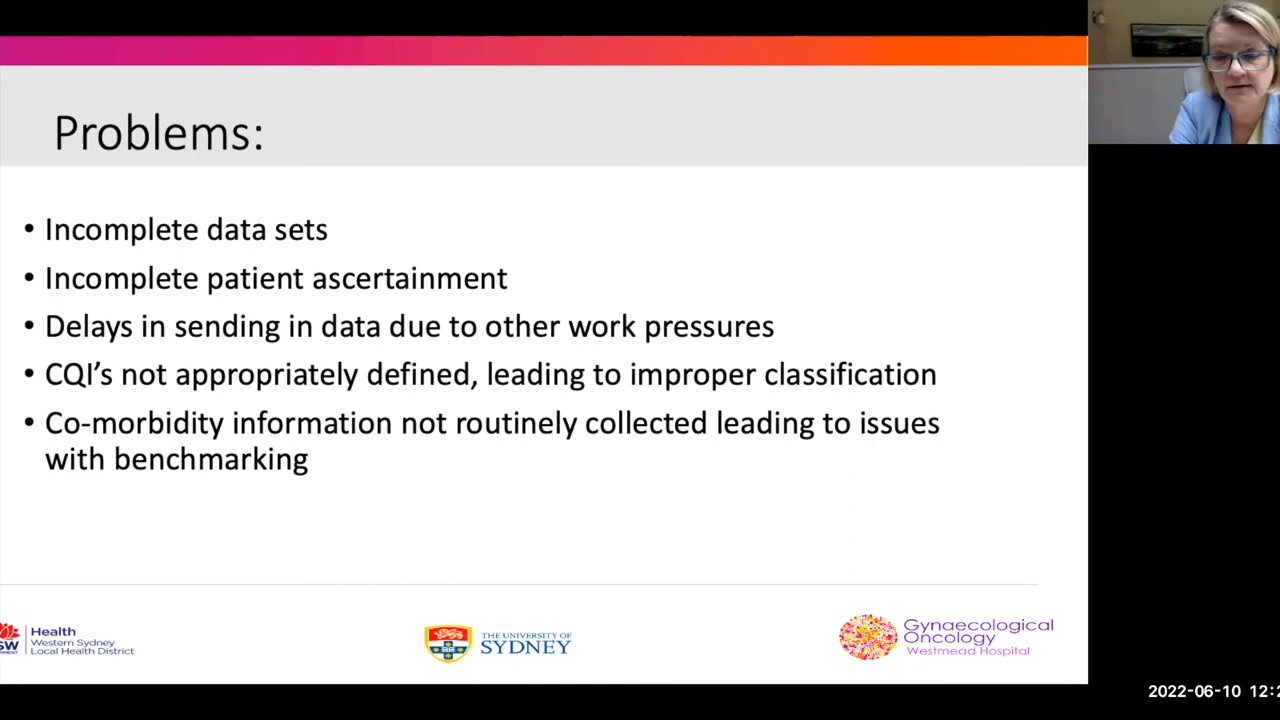 Problems:
• Incomplete data sets
• Incomplete patient ascertainment
• Delays in sending in data due to other work pressures
• CQI's not appropriately defined, leading to improper classification
• Co-morbidity information not routinely collected leading to issues
with benchmarking
Health
Western Sydney
Local Health District
THE UNIVERSITY OF
SYDNEY
Gynaecological
Oncology
Westmead Hospital
2022-06-10 12:2